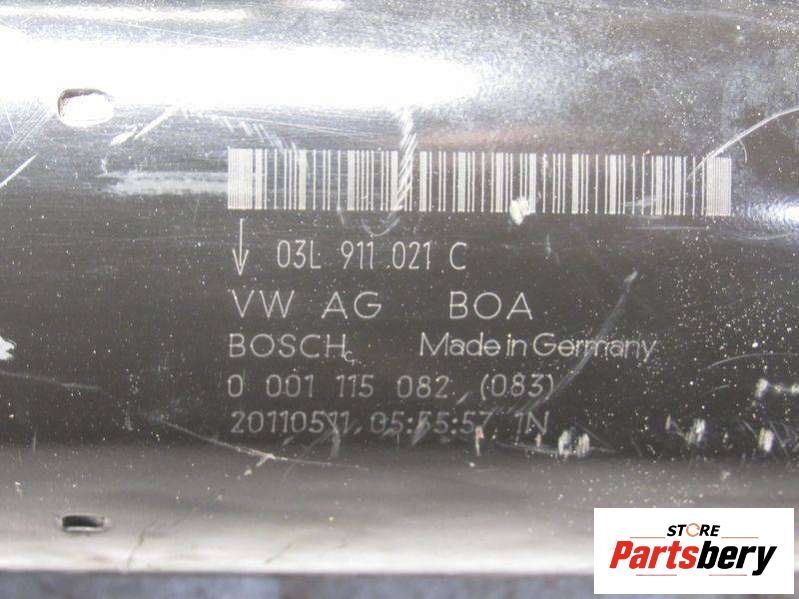 03L 911 021 C
VW AG BOA
BOSCH Made in Germany
0 001 115 082 (083)
20110511 05:55:57 1N
STORE
Partsbery